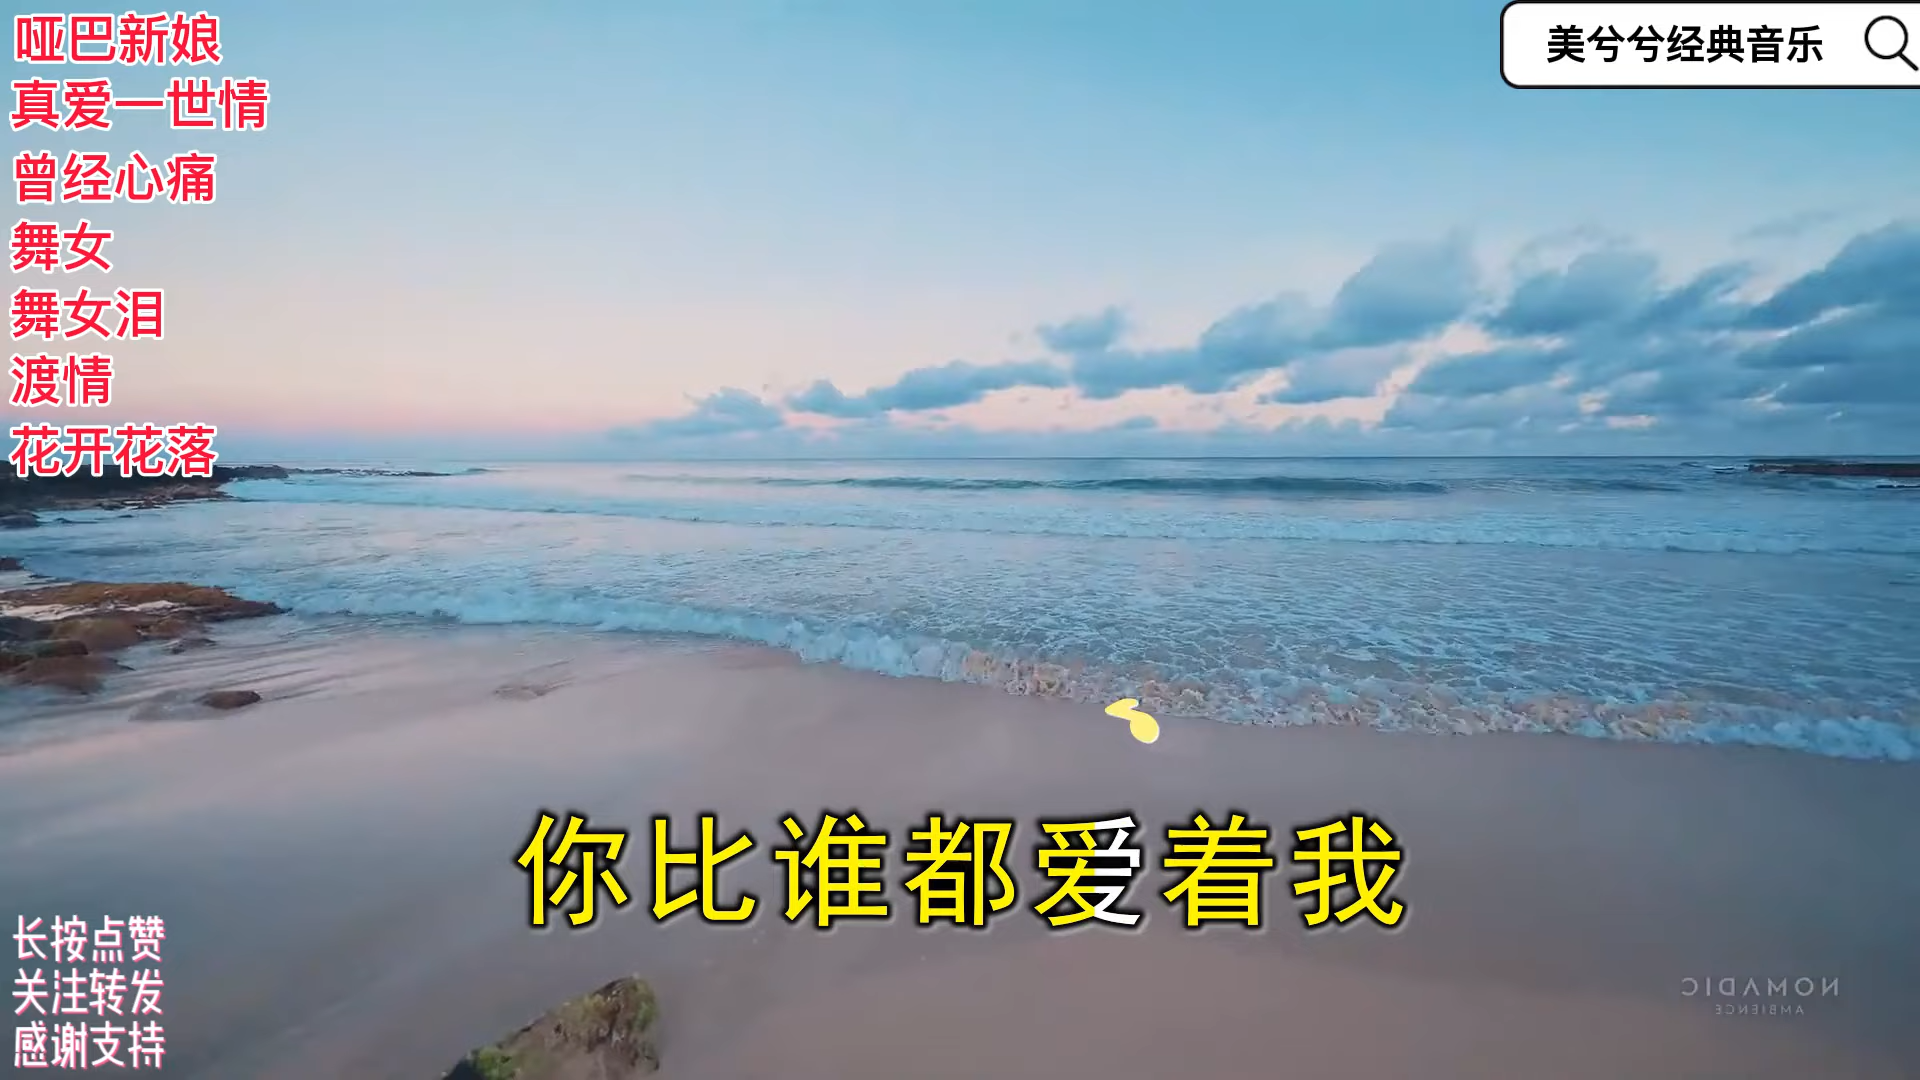 哑巴新娘
真爱一世情
曾经心痛
舞女
舞女泪
渡情
花开花落
美兮兮经典音乐
你比谁都爱着我
长按点赞
关注转发
感谢支持
NOMADIC
AMBIENCE